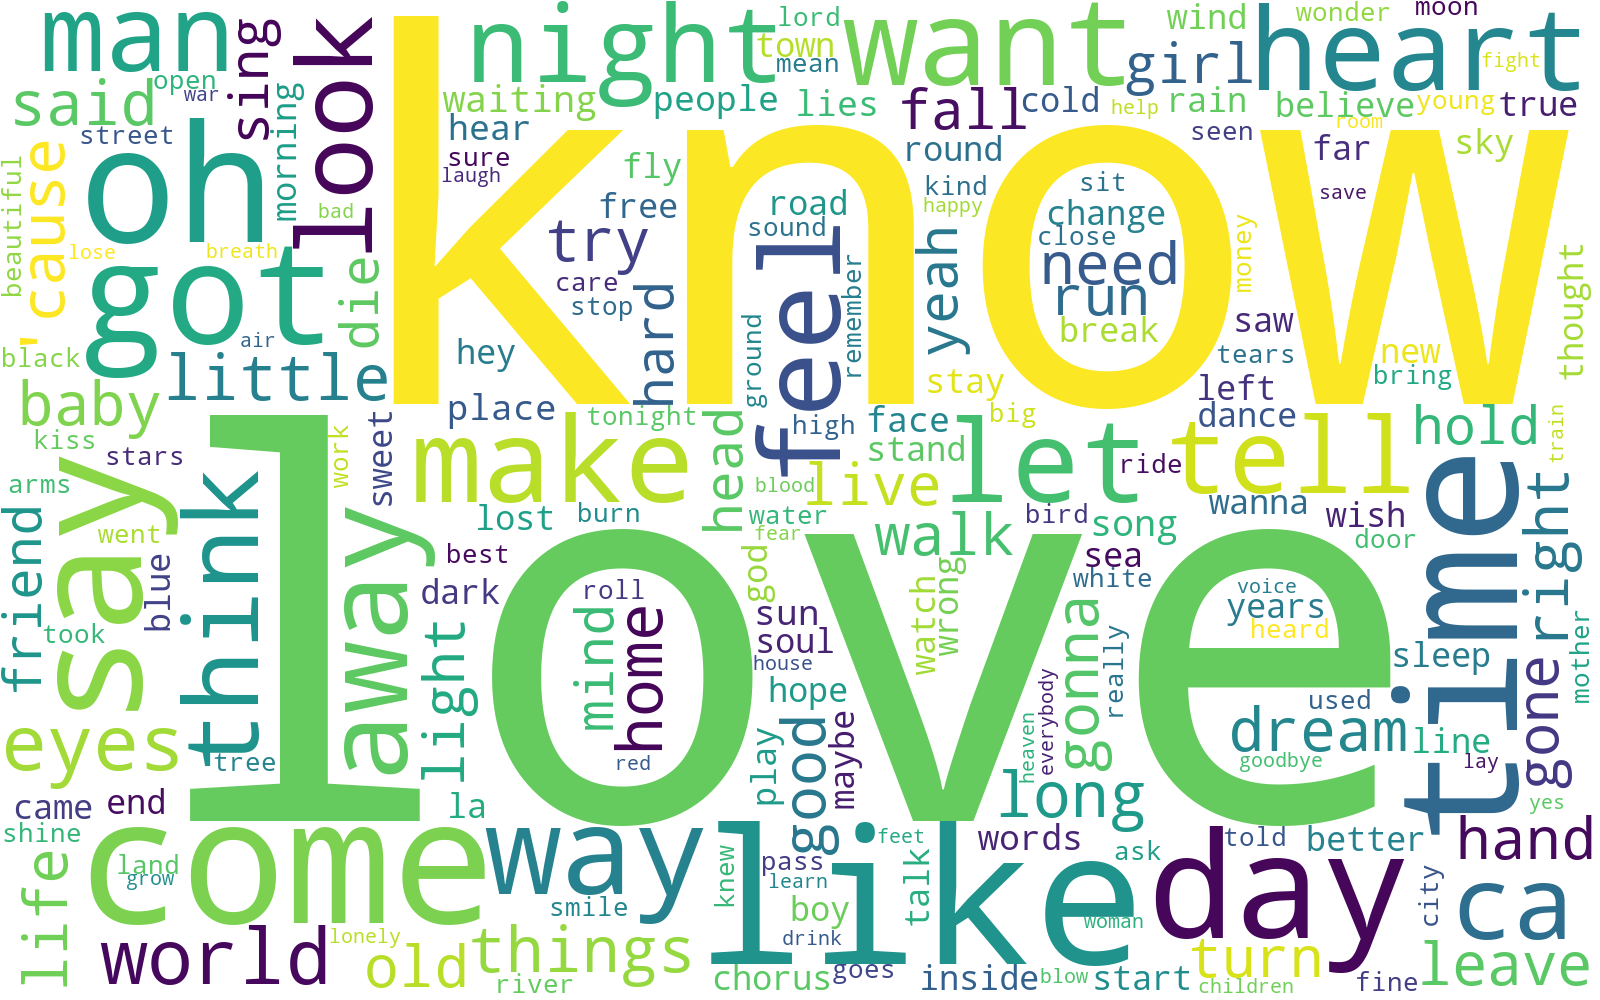 man
sing
look
night
lord
town
mean
want
wind
girl
wonder
moon
heart
fight
open
war
said
street
morning
waiting
people
lies
fall
cold
help
rain
believe
young
true
know
oh
hear
sure
laugh
fly
round
seen
room
far
sky
beautiful
'cause
lose
bad
breath
free
road
sound
kind
happy
sit
change
close
save
got
die
try
care
stop
feel
remember
yeah
need
run
break
money
saw
tears
thought
black
air
little
hey
hard
ground
stay
left
new
bring
baby
kiss
stars
place
tonight
high
face
big
dance
hold
train
work
sweet
make
head
stand
let
ride
tell
arms
say
think
love
blood
live
time
went
lost
burn
water
fear
walk
bird
song
wanna
wish
door
right
friend
blue
away
best
dark
roll
god
sea
white
voice
took
light
mind
home
sun
soul
house
watch
wrong
gonna
really
years
heard
sleep
mother
eyes
tree
red
hope
play
good
maybe
heaven
everybody
used
dream
goodbye
line
lay
gone
came
end
la
long
yes
shine
come
way
like
feet
words
ask
day
told
better
hand
life
land
grow
smile
knew
pass
learn
boy
talk
woman
city
ca
world
lonely
old
things
river
drink
chorus
goes
inside
blow
start
turn
children
fine
leave